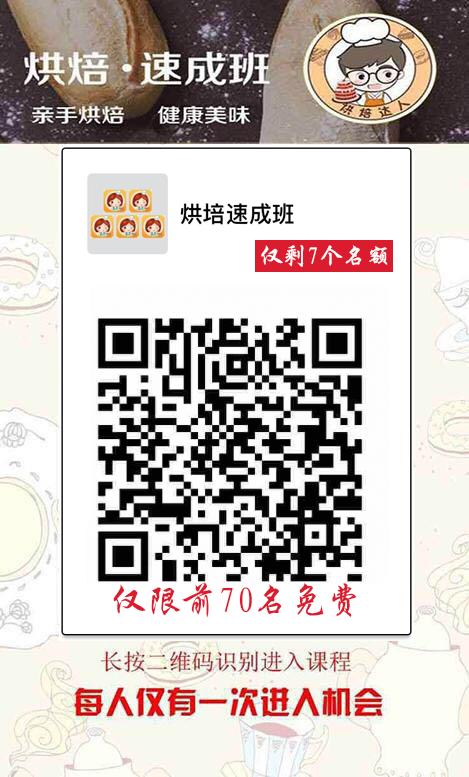 烘焙·速成班
亲手烘焙 健康美味
烘焙达人
烘培速成班
仅剩7个名额
仅限前70名免费
长按二维码识别进入课程
每人仅有一次进入机会